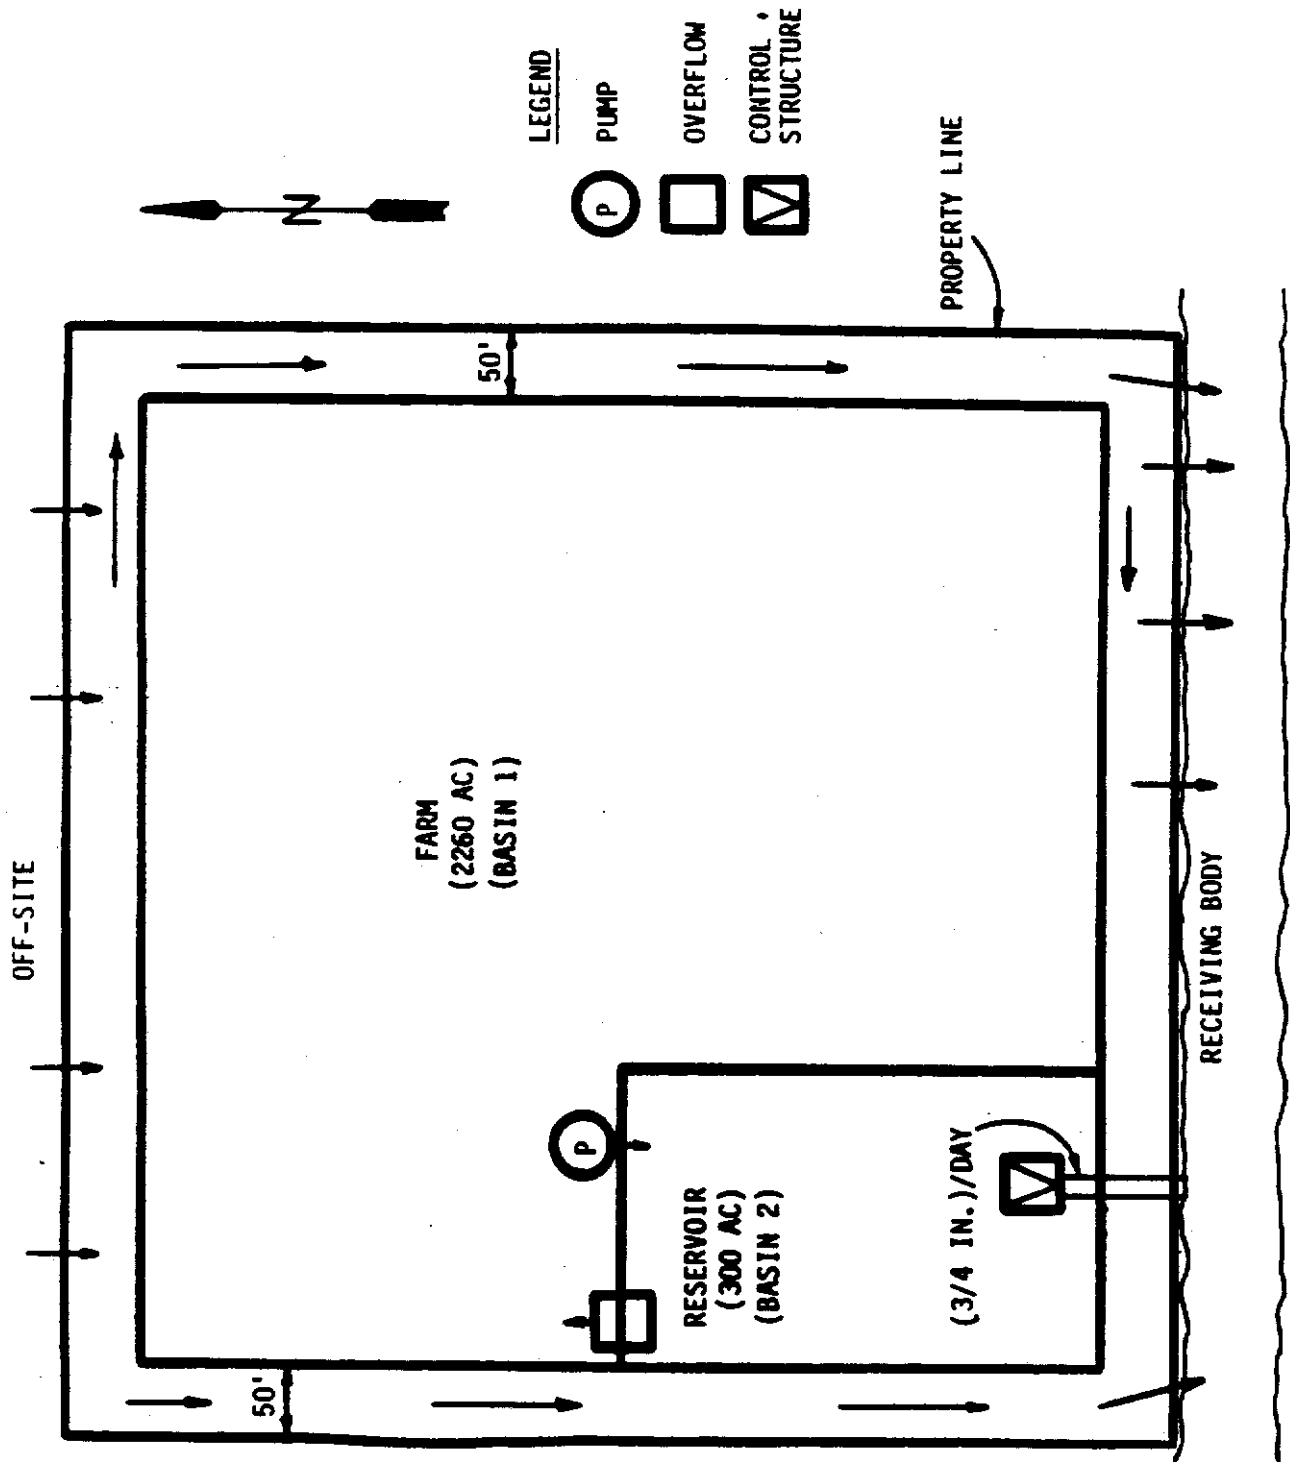 OFF-SITE
N
LEGEND
P
PUMP
OVERFLOW
CONTROL
STRUCTURE
PROPERTY LINE
50'
FARM
(2260 AC)
(BASIN 1)
P
RESERVOIR
(300 AC)
(BASIN 2)
(3/4 IN.)/DAY
50'
RECEIVING BODY